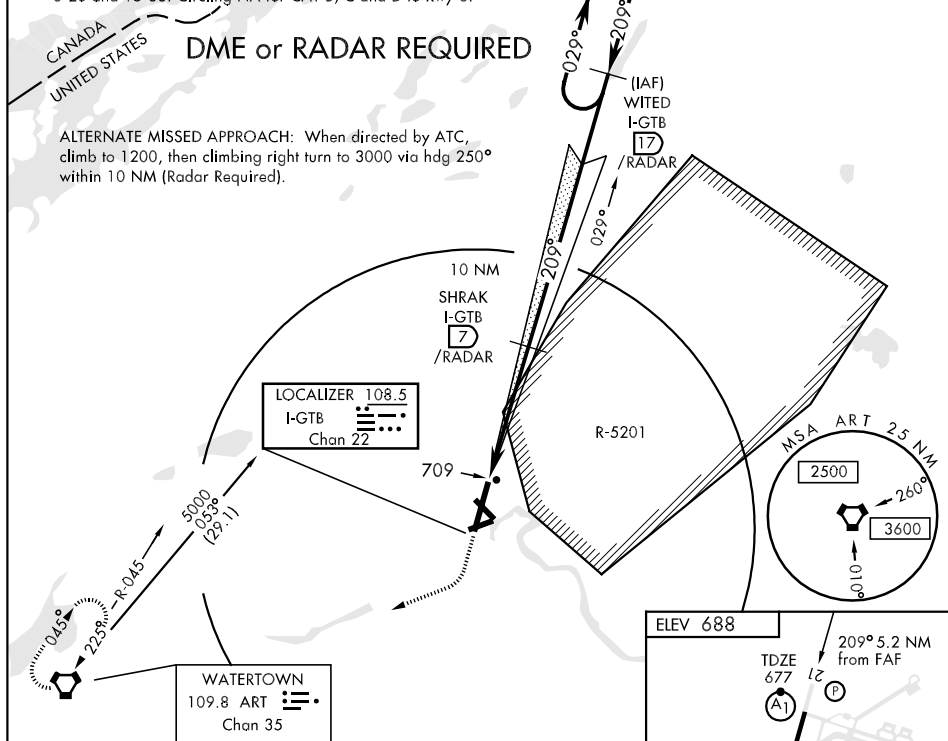 CANADA
UNITED STATES
DME or RADAR REQUIRED
029°
209°
(IAF)
WITED
I-GTB
17
/RADAR
ALTERNATE MISSED APPROACH: When directed by ATC,
climb to 1200, then climbing right turn to 3000 via hdg 250°
within 10 NM (Radar Required).
029°
209°
10 NM
SHRAK
I-GTB
7
/RADAR
LOCALIZER 108.5
I-GTB
Chan 22
R-5201
MSA ART 25 NM
2500
260°
3600
010°
709
5000
053°
(29.1)
R-045
045°
225°
WATERTOWN
109.8 ART
Chan 35
ELEV 688
209° 5.2 NM
from FAF
TDZE
677
21
P
A1